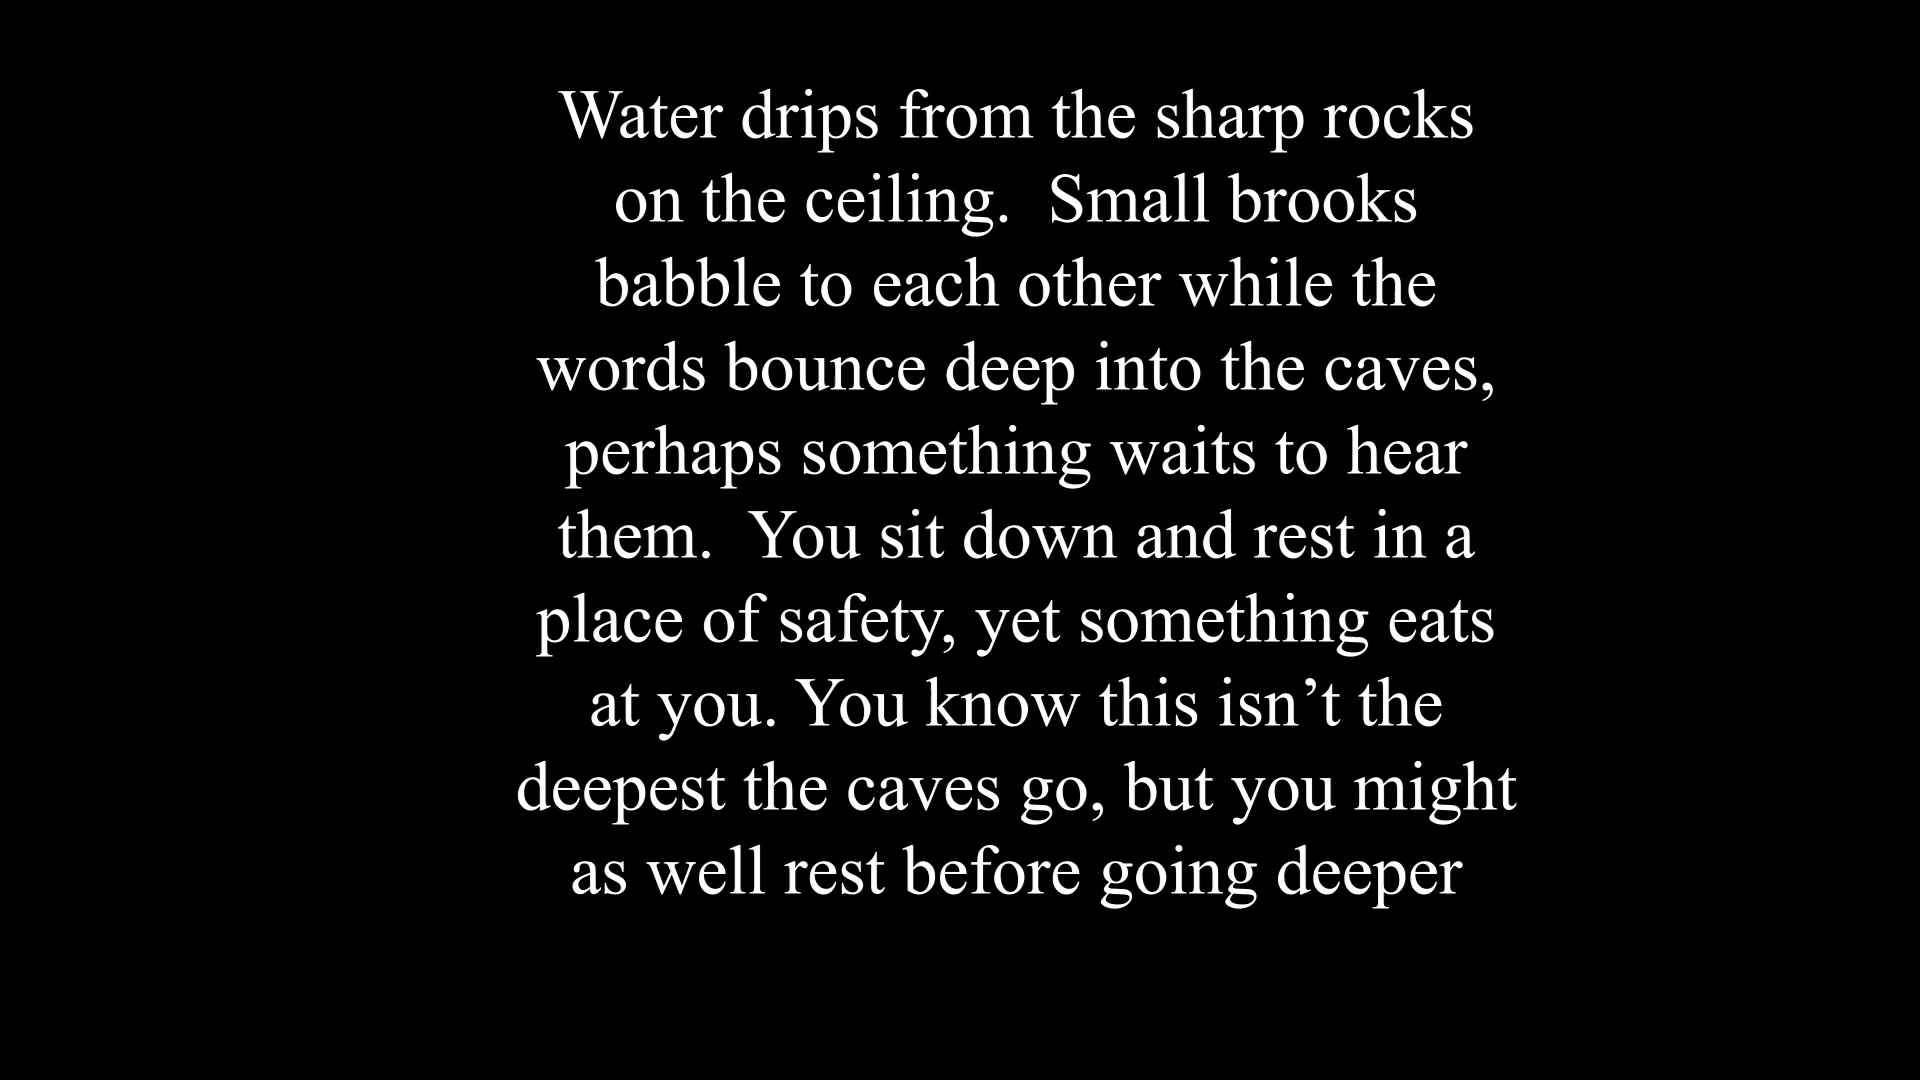 Water drips from the sharp rocks
on the ceiling.  Small brooks
babble to each other while the
words bounce deep into the caves,
perhaps something waits to hear
them.  You sit down and rest in a
place of safety, yet something eats
at you. You know this isn’t the
deepest the caves go, but you might
as well rest before going deeper